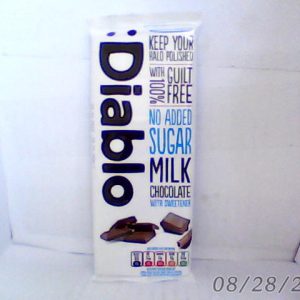 :Diablo
KEEP YOUR
HALO POLISHED
WITH 100% GUILT
FREE
NO ADDED
SUGAR
MILK
CHOCOLATE
WITH SWEETENER
08/28/2